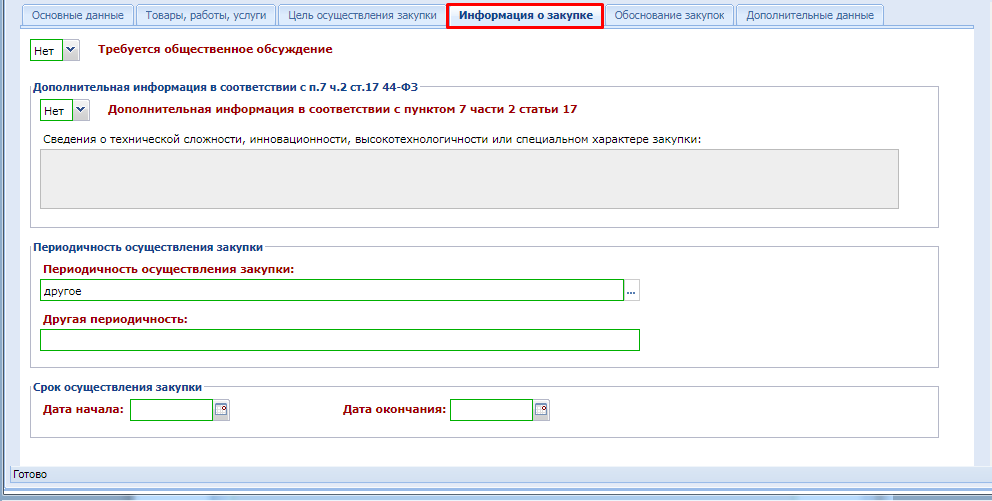 Основные данные Товары, работы, услуги Цель осуществления закупки Информация о закупке Обоснование закупок Дополнительные данные
Нет Требуется общественное обсуждение
Дополнительная информация в соответствии с п.7 ч.2 ст.17 44-ФЗ
Нет Дополнительная информация в соответствии с пунктом 7 части 2 статьи 17
Сведения о технической сложности, инновационности, высокотехнологичности или специальном характере закупки:
Периодичность осуществления закупки
Периодичность осуществления закупки:
другое ...
Другая периодичность:
Срок осуществления закупки
Дата начала: Дата окончания:
Готово